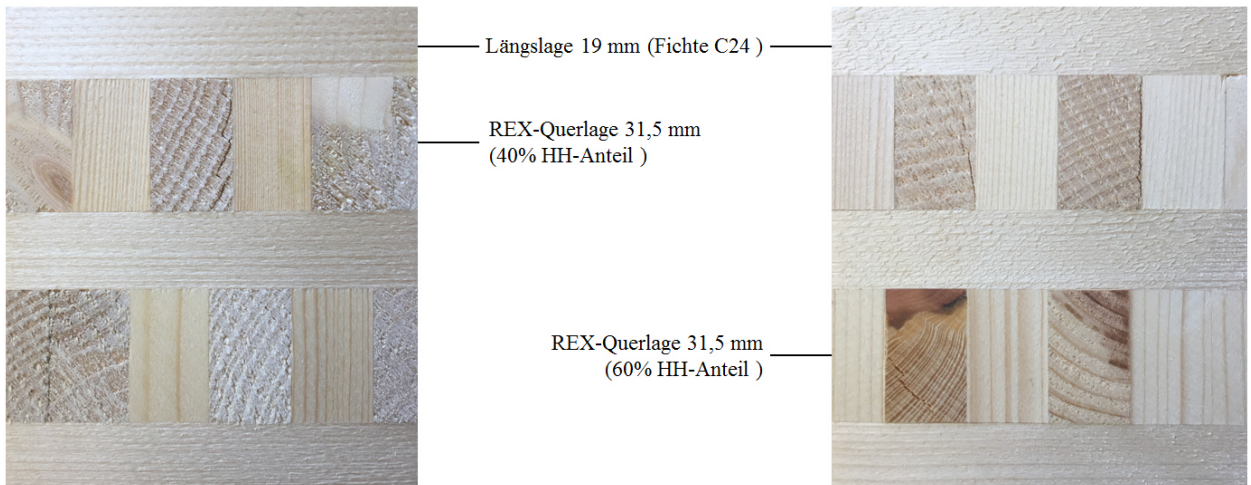 Längslage 19 mm (Fichte C24 )
REX-Querlage 31,5 mm
(40% HH-Anteil )
REX-Querlage 31,5 mm
(60% HH-Anteil )